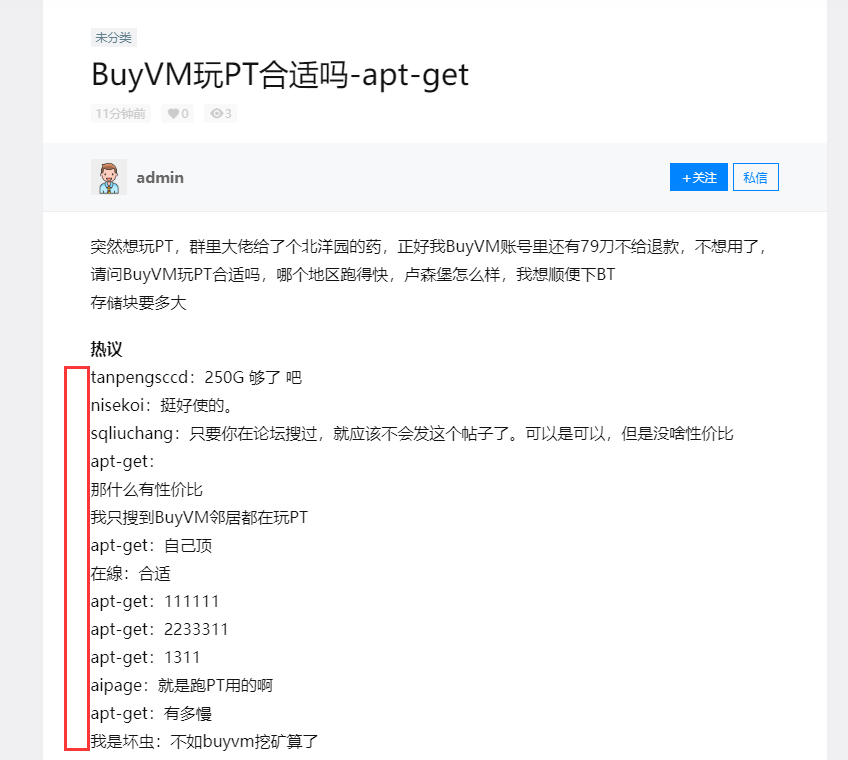 未分类
BuyVM玩PT合适吗-apt-get
11分钟前 0 3
admin
+关注 私信
突然想玩PT，群里大佬给了个北洋园的药，正好我BuyVM账号里还有79刀不给退款，不想用了，
请问BuyVM玩PT合适吗，哪个地区跑得快，卢森堡怎么样，我想顺便下BT
存储块要多大
热议
tanpengsccd：250G 够了 吧
nisekoi：挺好使的。
sqliuchang：只要你在论坛搜过，就应该不会发这个帖子了。可以是可以，但是没啥性价比
apt-get：
那什么有性价比
我只搜到BuyVM邻居都在玩PT
apt-get：自己顶
在線：合适
apt-get：111111
apt-get：2233311
apt-get：1311
aipage：就是跑PT用的啊
apt-get：有多慢
我是坏虫：不如buyvm挖矿算了